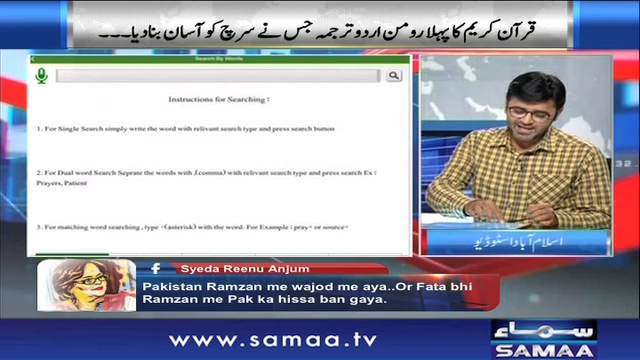 قرآن کریم کا پہلا رومن اردو ترجمہ جس نے سرچ کو آسان بنا دیا۔۔۔۔
Search By Words
Instructions for Searching :
1. For Single Search simply write the word with relivant search type and press search button
2. For Dual word Search Seprate the words with ,(comma) with relevant search type and press search Ex :
Prayers, Patient
3. For matching word searching , type *(asterisk) with the word. For Example : pray* or source*
32
اسلام آباد اسٹوڈیو
f Syeda Reenu Anjum
Pakistan Ramzan me wajod me aya..Or Fata bhi
Ramzan me Pak ka hissa ban gaya.
www.samaa.tv
سماء
SAMAA